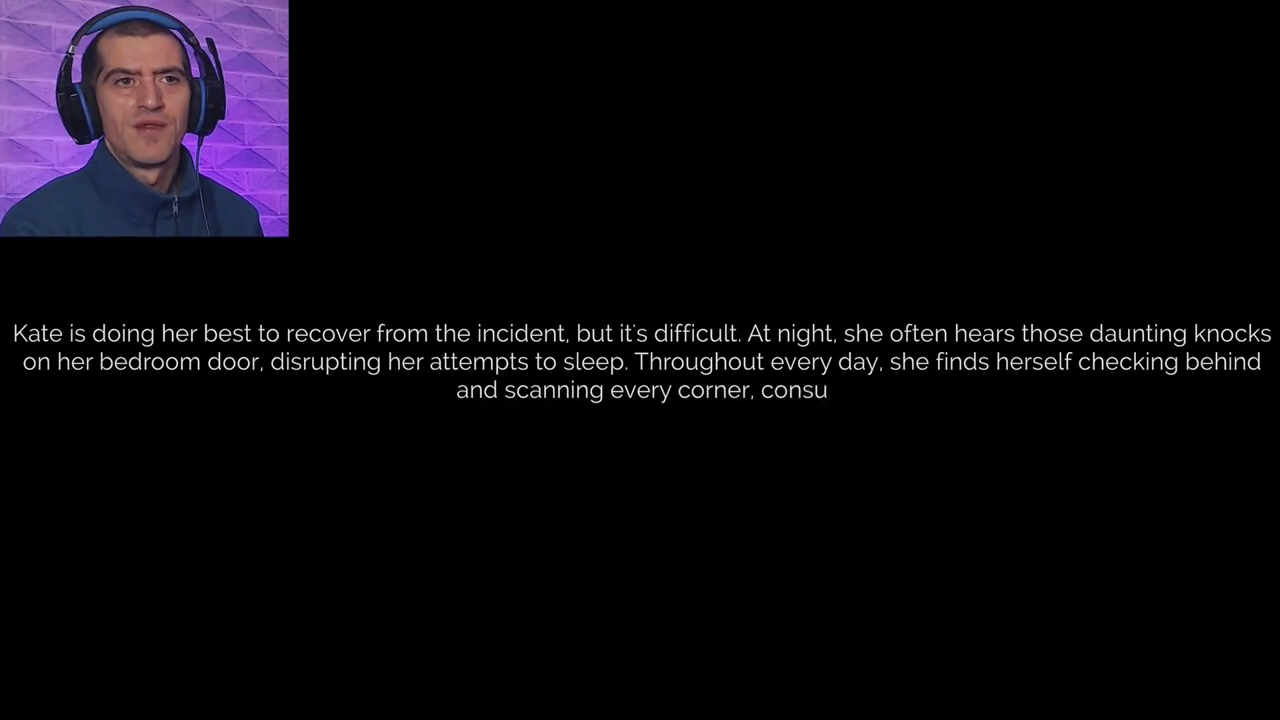 Kate is doing her best to recover from the incident, but it's difficult. At night, she often hears those daunting knocks
on her bedroom door, disrupting her attempts to sleep. Throughout every day, she finds herself checking behind
and scanning every corner, consu